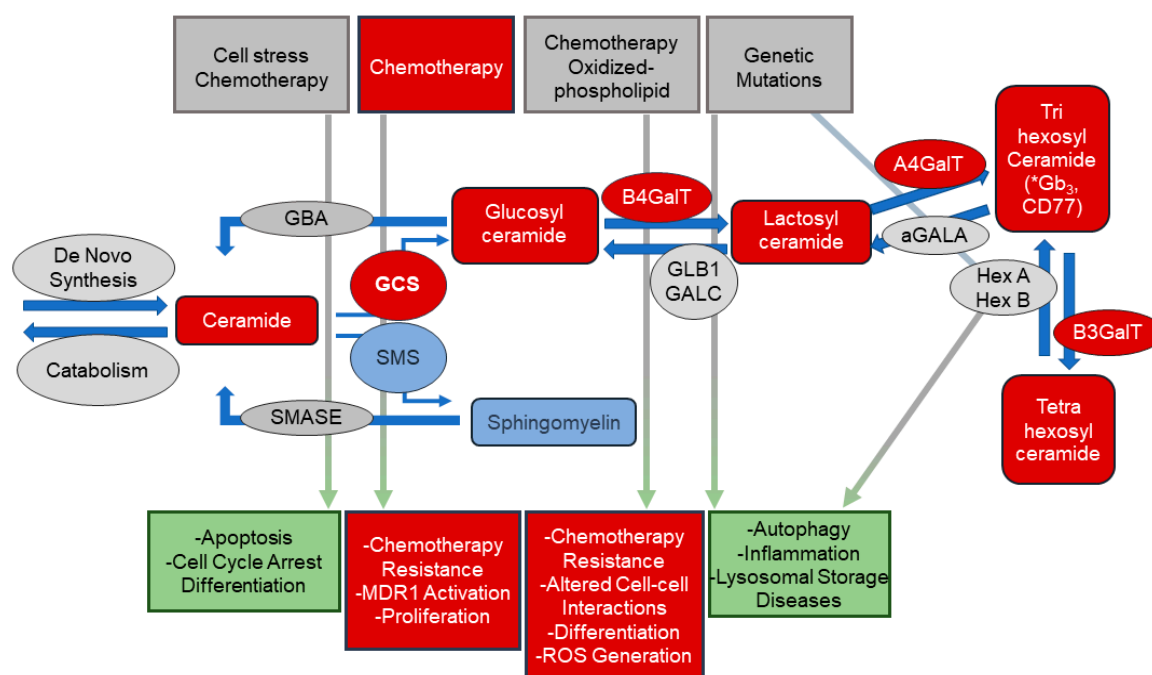 Cell stress
Chemotherapy
Chemotherapy
Chemotherapy
Oxidized-
phospholipid
Genetic
Mutations
Tri
hexosyl
Ceramide
(*Gb₃,
CD77)
A4GalT
B4GalT
GBA
Glucosyl
ceramide
Lactosyl
ceramide
aGALA
De Novo
Synthesis
GCS
GLB1
GALC
Hex A
Hex B
Ceramide
B3GalT
SMS
Catabolism
SMASE
Sphingomyelin
Tetra
hexosyl
ceramide
-Apoptosis
-Cell Cycle Arrest
Differentiation
-Chemotherapy
Resistance
-MDR1 Activation
-Proliferation
-Chemotherapy
Resistance
-Altered Cell-cell
Interactions
-Differentiation
-ROS Generation
-Autophagy
-Inflammation
-Lysosomal Storage
Diseases